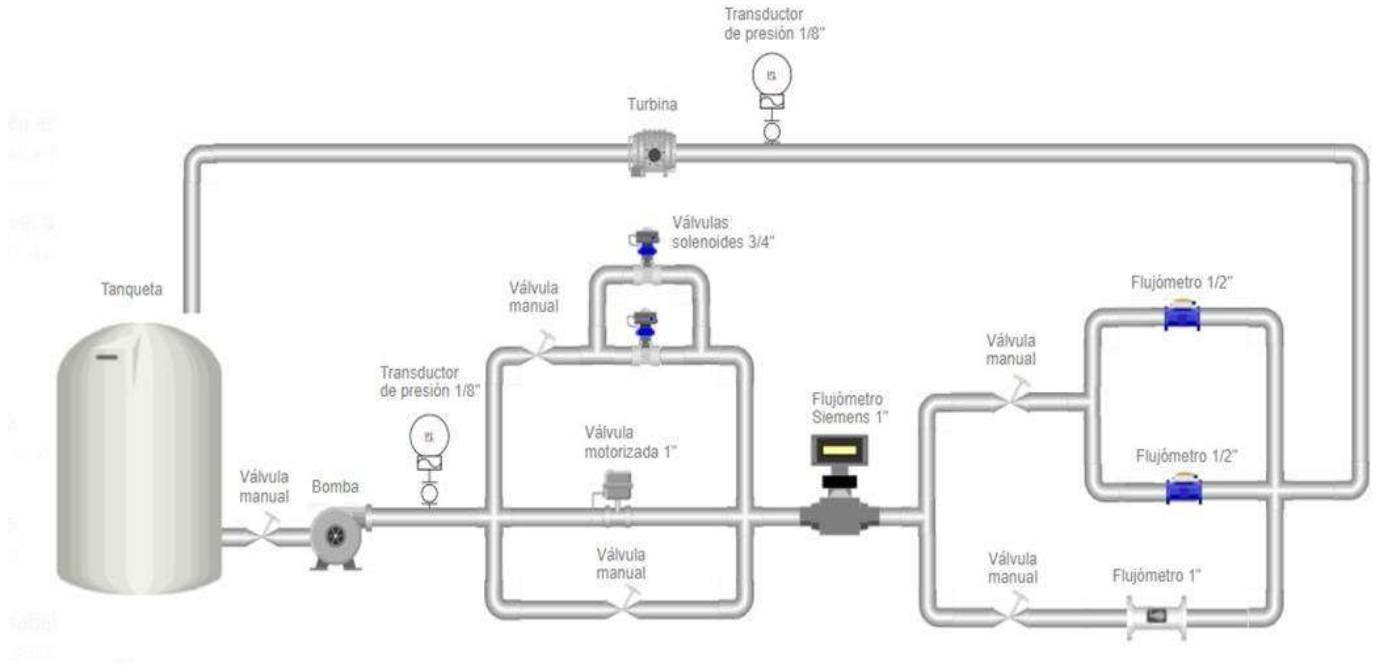 Transductor
de presión 1/8"
Turbina
Válvulas
solenoides 3/4"
Tanqueta
Válvula
manual
Flujómetro 1/2"
Válvula
manual
Transductor
de presión 1/8"
Flujómetro
Siemens 1"
Válvula
motorizada 1"
Flujómetro 1/2"
Válvula
manual
Bomba
Válvula
manual
Válvula
manual
Flujómetro 1"